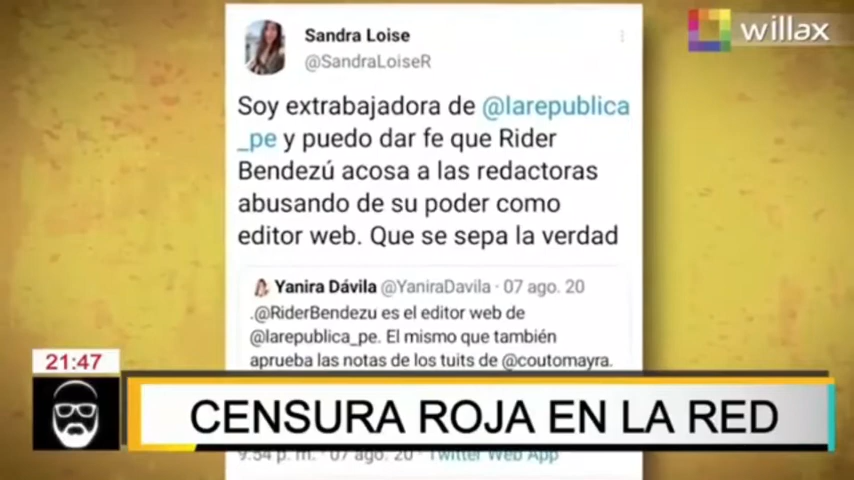 willax
Sandra Loise
@SandraLoiseR
Soy extrabajadora de @larepublica
_pe y puedo dar fe que Rider
Bendezú acosa a las redactoras
abusando de su poder como
editor web. Que se sepa la verdad
Yanira Dávila @YaniraDavila · 07 ago. 20
.@RiderBendezu es el editor web de
@larepublica_pe. El mismo que también
aprueba las notas de los tuits de @coutomayra.
21:47
CENSURA ROJA EN LA RED
9:54 p. m. · 07 ago. 20 · Twitter Web App